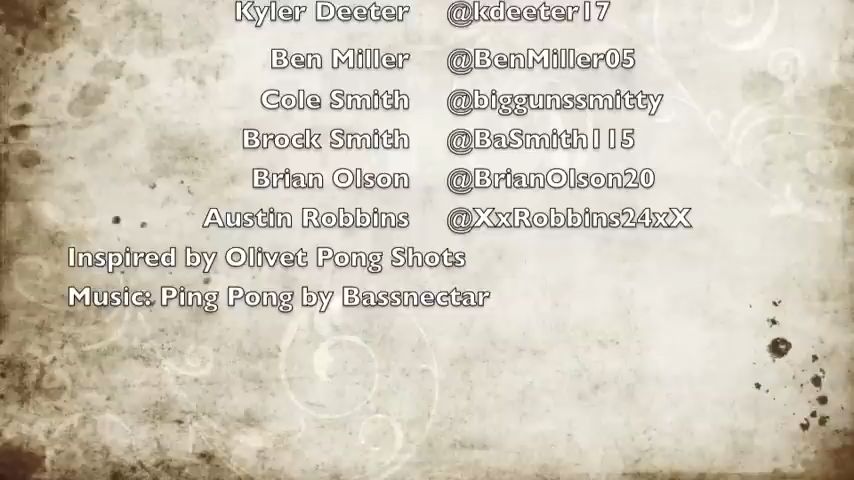 Kyler Deeter @kdeeter17
Ben Miller @BenMiller05
Cole Smith @biggunssmitty
Brock Smith @BaSmith115
Brian Olson @BrianOlson20
Austin Robbins @XxRobbins24xX
Inspired by Olivet Pong Shots
Music: Ping Pong by Bassnectar